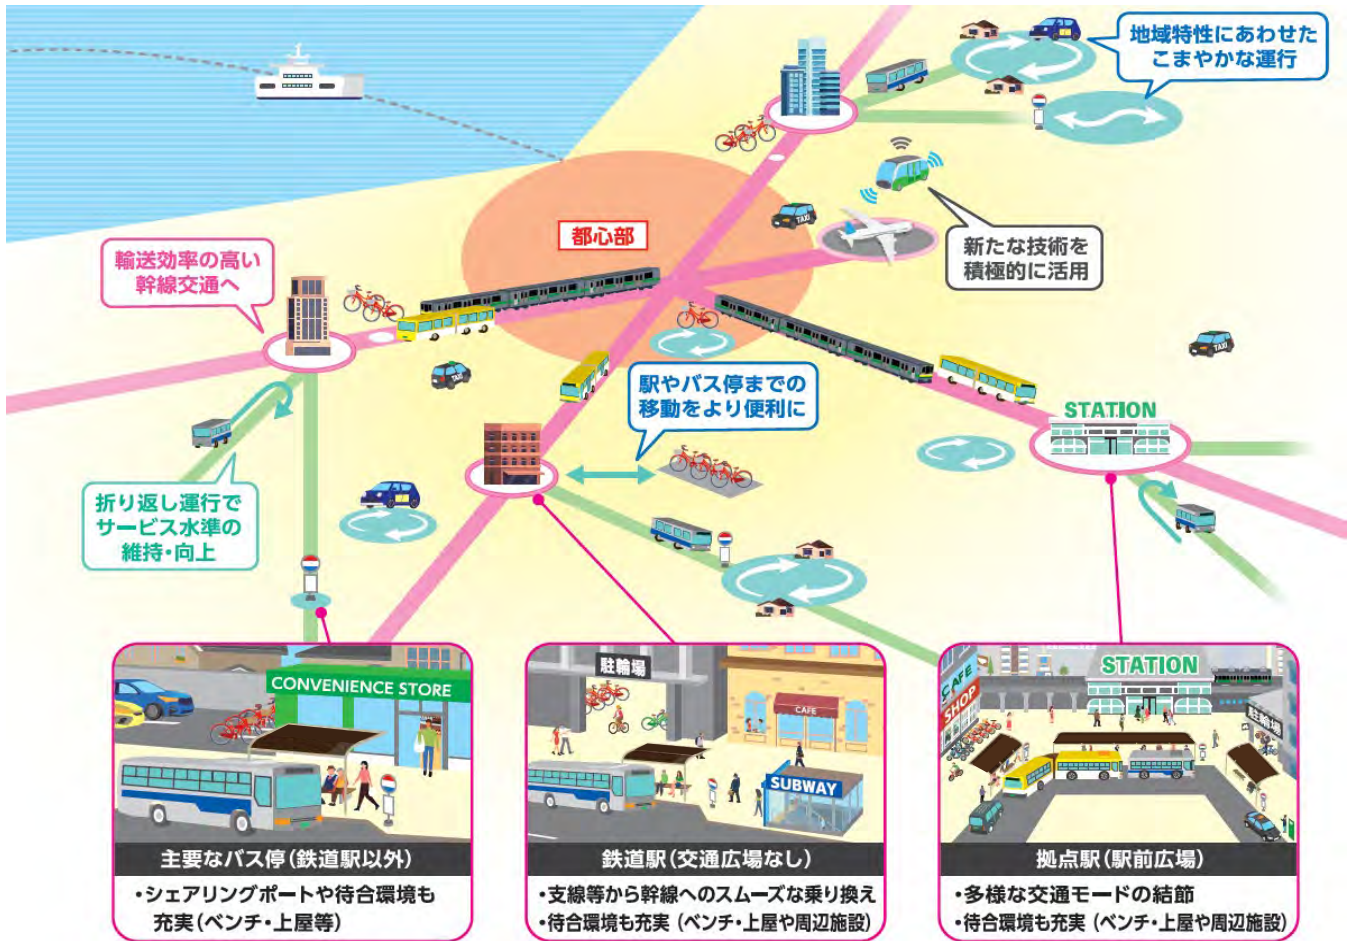 地域特性にあわせた
こまやかな運行
都心部
TAXI
新たな技術を
積極的に活用
輸送効率の高い
幹線交通へ
TAXI
TAXI
駅やバス停までの
移動をより便利に
STATION
折り返し運行で
サービス水準の
維持・向上
CONVENIENCE STORE
主要なバス停(鉄道駅以外)
・シェアリングポートや待合環境も
充実(ベンチ・上屋等)
駐輪場
CAFE
SUBWAY
鉄道駅(交通広場なし)
・支線等から幹線へのスムーズな乗り換え
・待合環境も充実 (ベンチ・上屋や周辺施設)
CAFE
SHOP
STATION
駐輪場
拠点駅(駅前広場)
・多様な交通モードの結節
・待合環境も充実 (ベンチ・上屋や周辺施設)